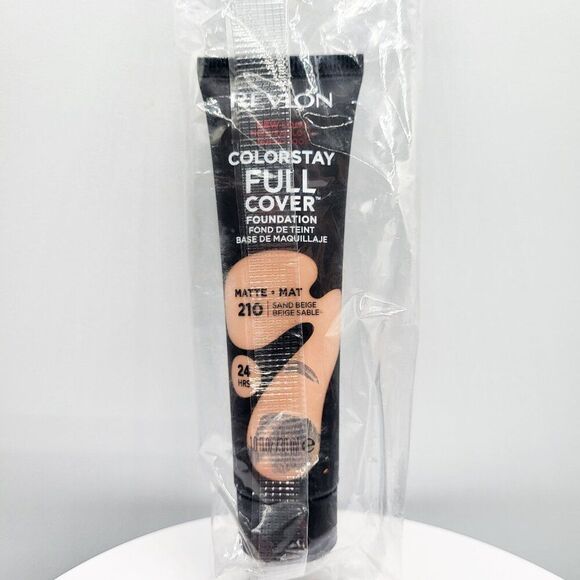 REVLON
COLORSTAY
FULL
COVER™
FOUNDATION
FOND DE TEINT
BASE DE MAQUILLAJE
MATTE • MAT
210 | SAND BEIGE
BEIGE SABLE
24
HRS